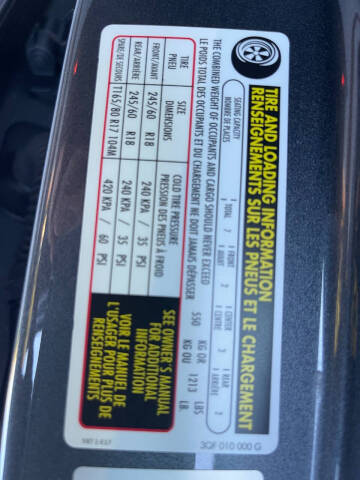 TIRE AND LOADING INFORMATION
RENSEIGNEMENTS SUR LES PNEUS ET LE CHARGEMENT
SEATING CAPACITY | TOTAL 7 | FRONT 2 | CENTER 3 | REAR 2
NOMBRE DE PLACES | AVANT | CENTRE | ARRIÈRE
THE COMBINED WEIGHT OF OCCUPANTS AND CARGO SHOULD NEVER EXCEED 550 KG OR 1213 LBS
LE POIDS TOTAL DES OCCUPANTS ET DU CHARGEMENT NE DOIT JAMAIS DÉPASSER KG OU LB.
TIRE SIZE COLD TIRE PRESSURE
PNEU DIMENSIONS PRESSION DES PNEUS À FROID
FRONT/AVANT 245/60 R18 240 KPA / 35 PSI
REAR/ARRIÈRE 245/60 R18 240 KPA / 35 PSI
SPARE/DE SECOURS T165/80 R17 104M 420 KPA / 60 PSI
SEE OWNER'S MANUAL
FOR ADDITIONAL
INFORMATION
VOIR LE MANUEL DE
L'USAGER POUR PLUS DE
RENSEIGNEMENTS
3QF 010 000 G